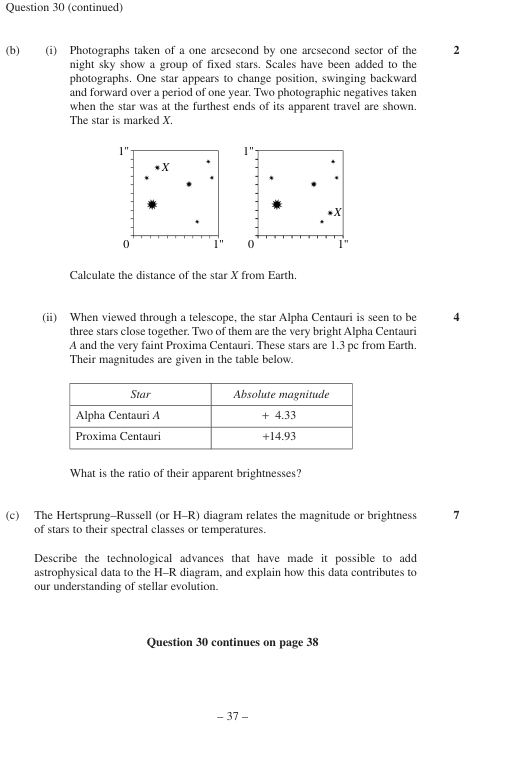 Question 30 (continued)
(b) (i) Photographs taken of a one arcsecond by one arcsecond sector of the 2
night sky show a group of fixed stars. Scales have been added to the
photographs. One star appears to change position, swinging backward
and forward over a period of one year. Two photographic negatives taken
when the star was at the furthest ends of its apparent travel are shown.
The star is marked X.
1" 1"
X
X
0 1" 0 1"
Calculate the distance of the star X from Earth.
(ii) When viewed through a telescope, the star Alpha Centauri is seen to be 4
three stars close together. Two of them are the very bright Alpha Centauri
A and the very faint Proxima Centauri. These stars are 1.3 pc from Earth.
Their magnitudes are given in the table below.
Star Absolute magnitude
Alpha Centauri A + 4.33
Proxima Centauri +14.93
What is the ratio of their apparent brightnesses?
(c) The Hertsprung–Russell (or H–R) diagram relates the magnitude or brightness 7
of stars to their spectral classes or temperatures.
Describe the technological advances that have made it possible to add
astrophysical data to the H–R diagram, and explain how this data contributes to
our understanding of stellar evolution.
Question 30 continues on page 38
– 37 –